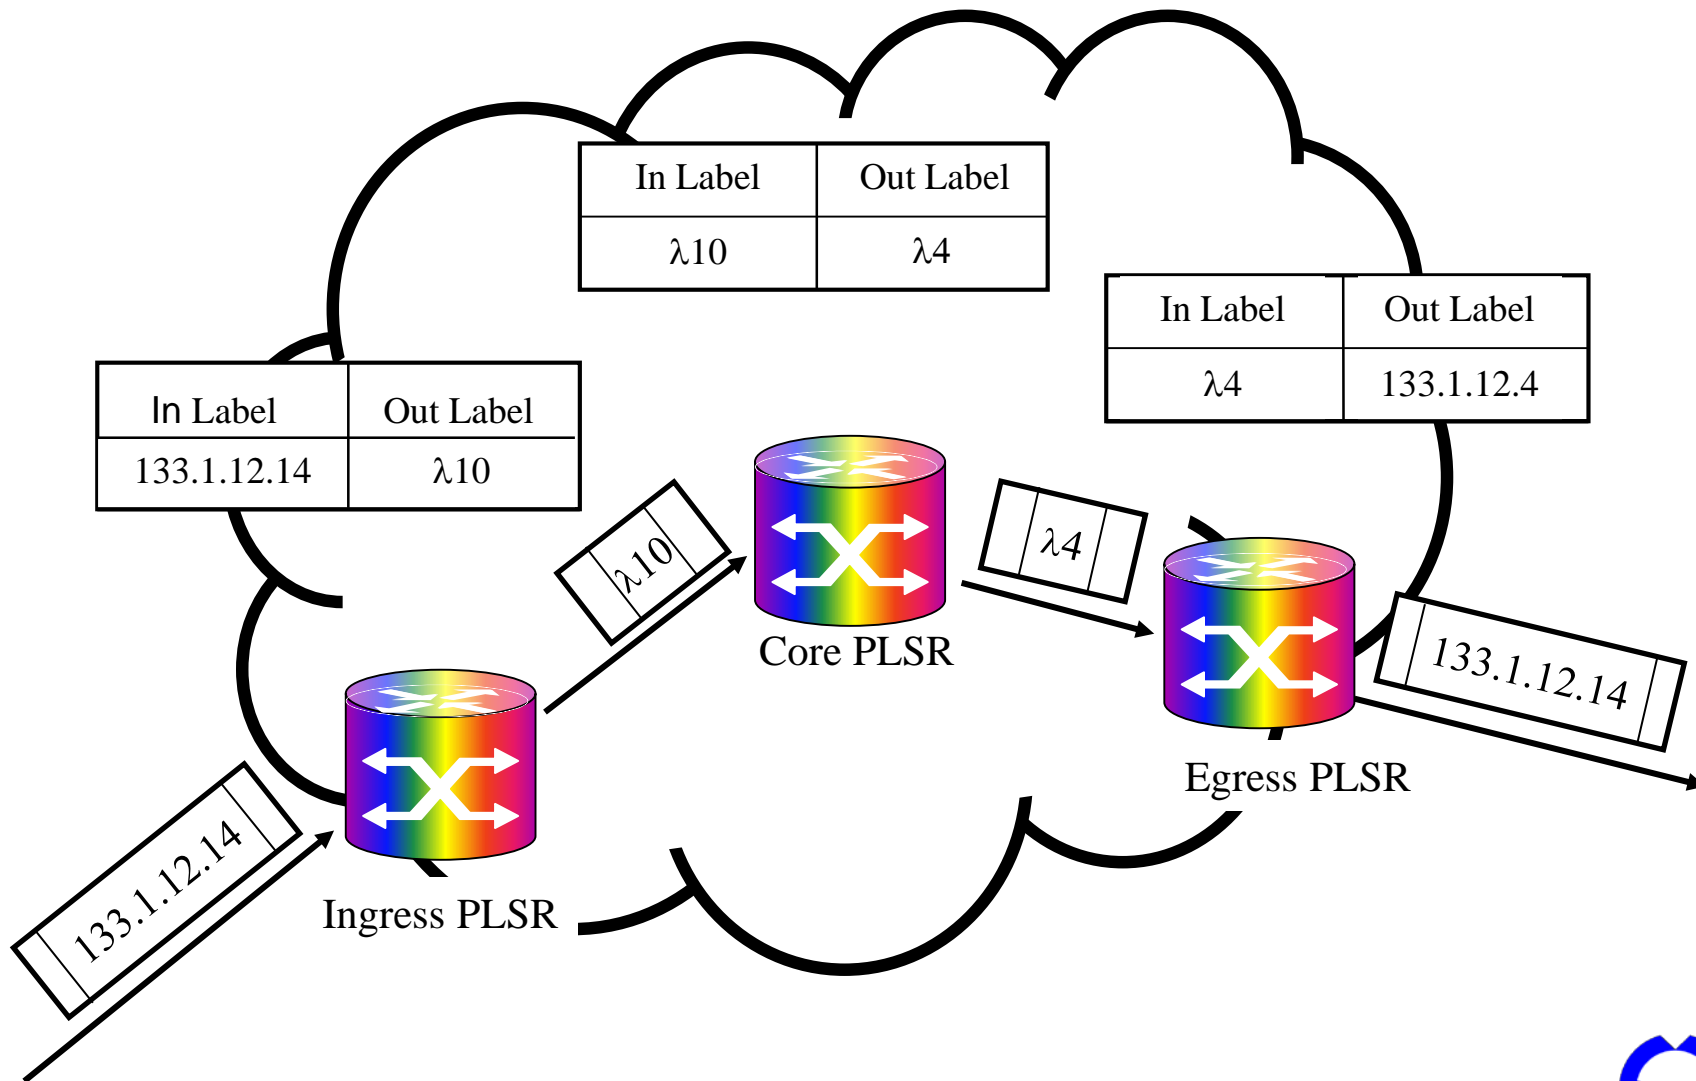 In Label Out Label
λ10 λ4
In Label Out Label
λ4 133.1.12.4
In Label Out Label
133.1.12.14 λ10
λ10
λ4
Core PLSR
133.1.12.14
Egress PLSR
133.1.12.14
Ingress PLSR